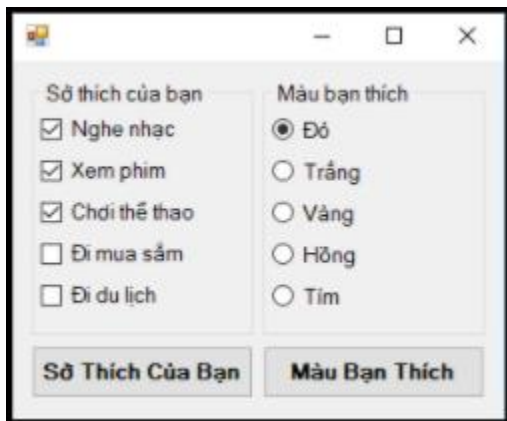 Sở thích của bạn
Nghe nhạc
Xem phim
Chơi thể thao
Đi mua sắm
Đi du lịch
Màu bạn thích
Đỏ
Trắng
Vàng
Hồng
Tím
Sở Thích Của Bạn
Màu Bạn Thích